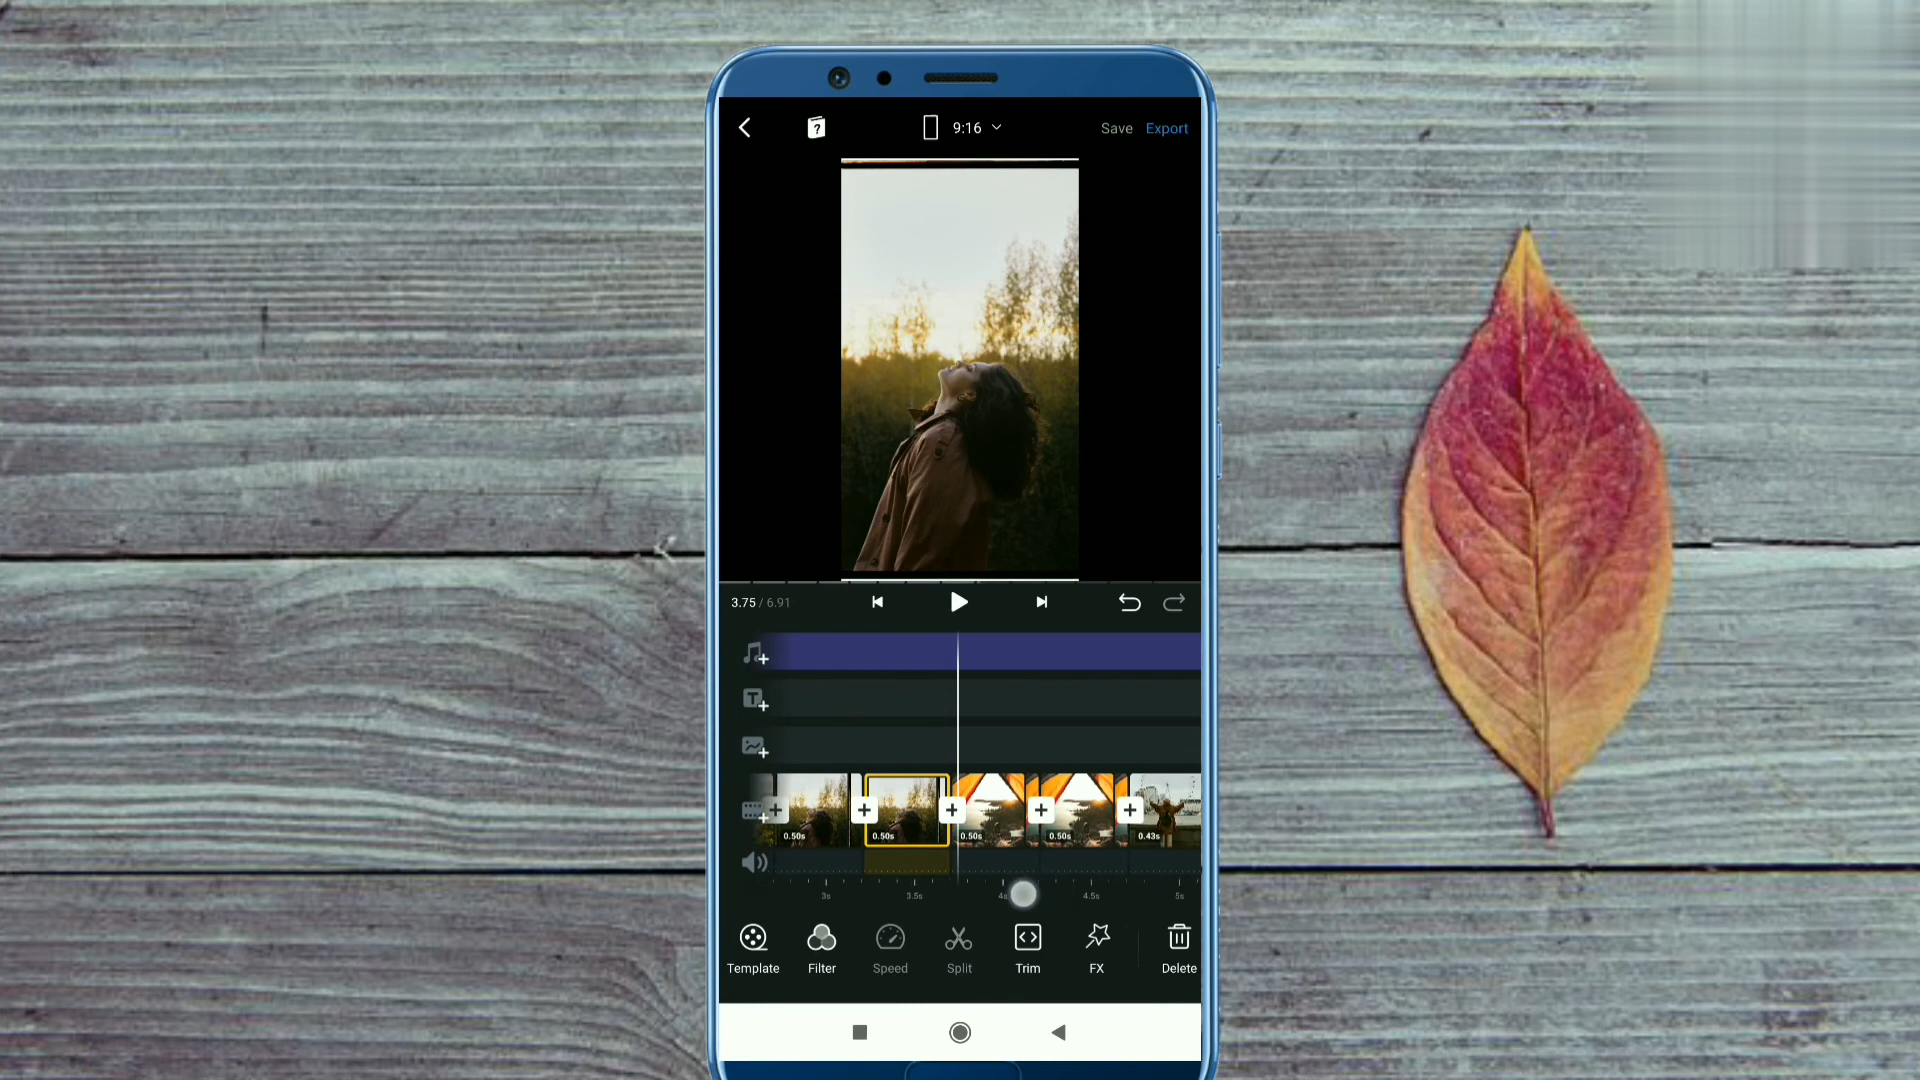 9:16
Save Export
3.75 / 6.91
0.50s 0.50s 0.50s 0.50s 0.43s
3s 3.5s 4s 4.5s 5s
Template Filter Speed Split Trim FX Delete